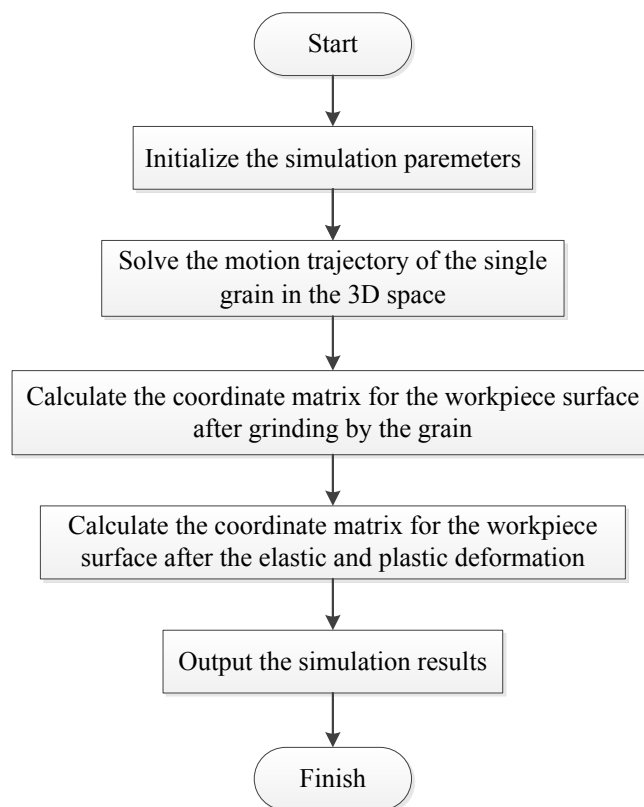 Start
Initialize the simulation paremeters
Solve the motion trajectory of the single
grain in the 3D space
Calculate the coordinate matrix for the workpiece surface
after grinding by the grain
Calculate the coordinate matrix for the workpiece
surface after the elastic and plastic deformation
Output the simulation results
Finish